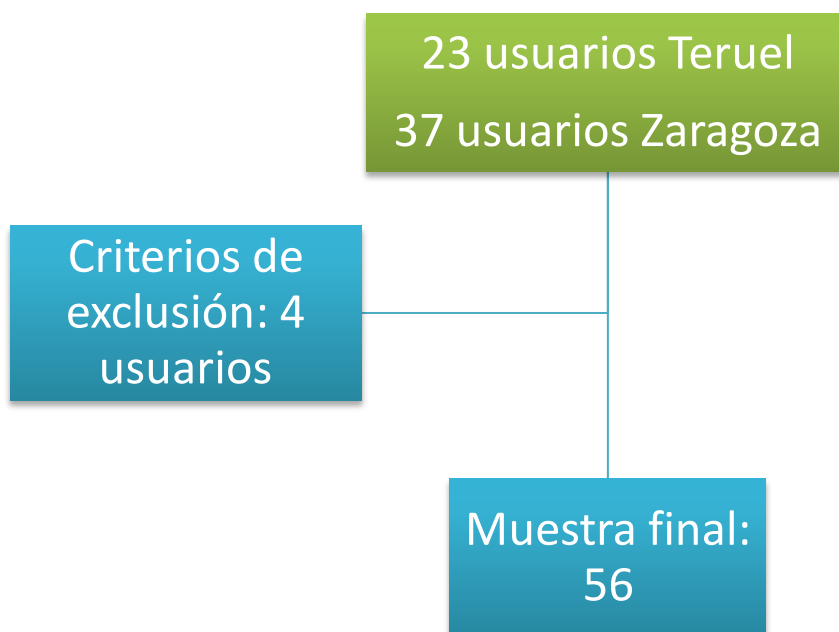 23 usuarios Teruel
37 usuarios Zaragoza
Criterios de
exclusión: 4
usuarios
Muestra final:
56